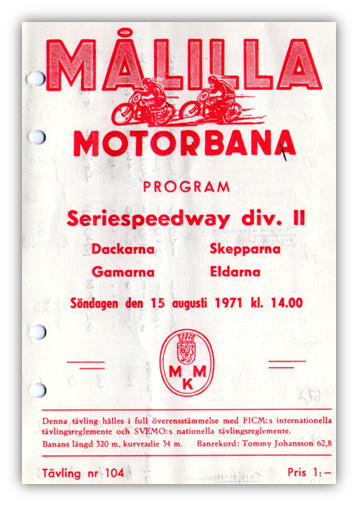 MÅLILLA
MOTORBANA
PROGRAM
Seriespeedway div. II
Dackarna Skepparna
Gamarna Eldarna
Söndagen den 15 augusti 1971 kl. 14.00
M M
K
Denna tävling hålles i full överensstämmelse med FICM:s internationella
tävlingsreglemente och SVEMO:s nationella tävlingsreglemente.
Banans längd 320 m, kurvradie 34 m. Banrekord: Tommy Johansson 62,8
Tävling nr 104 Pris 1:–